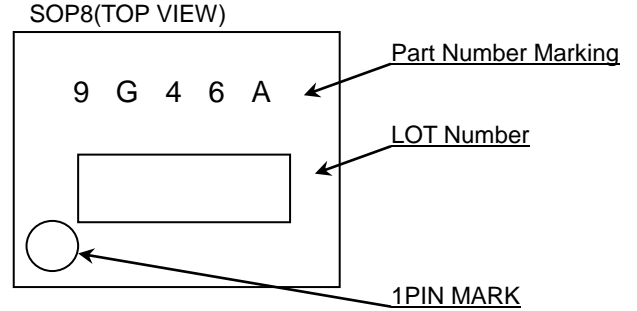 SOP8(TOP VIEW)
Part Number Marking
9 G 4 6 A
LOT Number
1PIN MARK